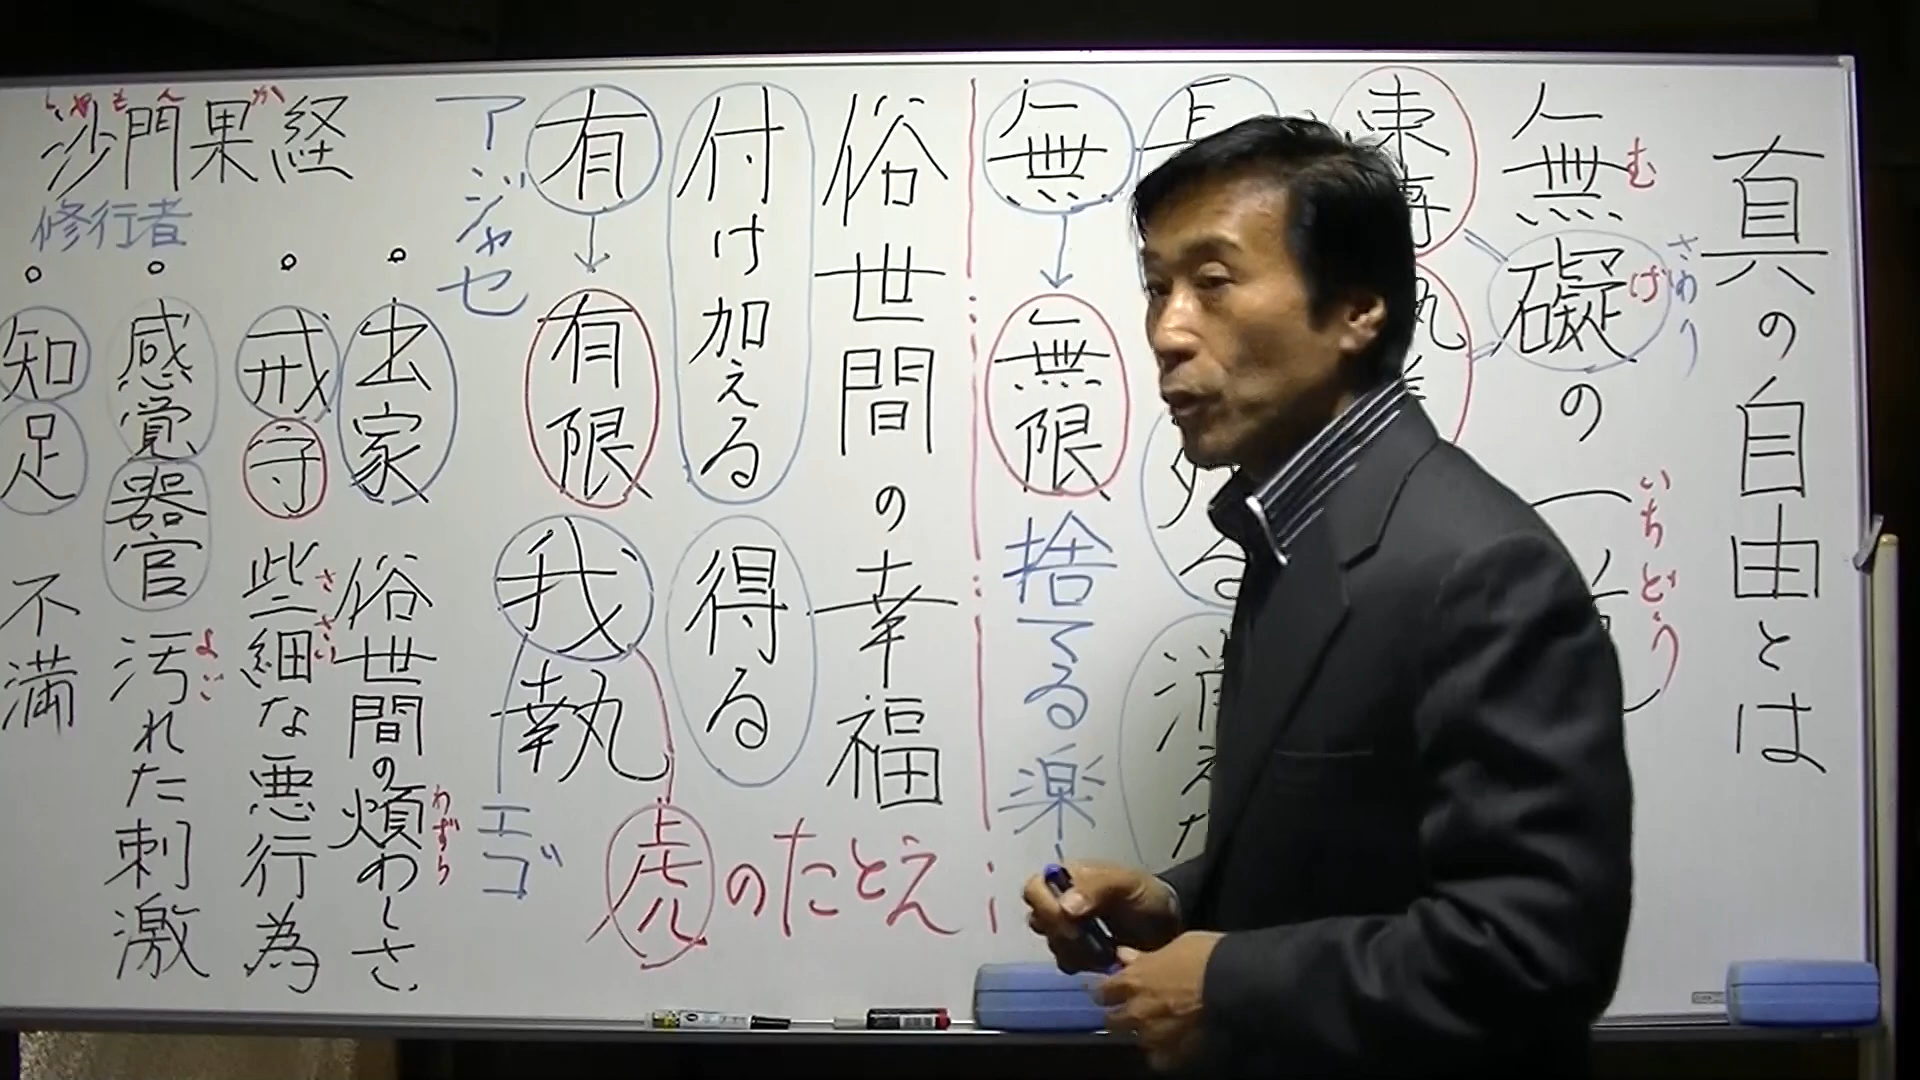 真の自由とは
無礙の一
む
げ
さわり
いちどう
束
無→無限
捨てる楽
俗世間の幸福
付け加える 得る
有→有限
我執
エゴ
虎のたとえ
アジャセ
沙門果経
しゃもんか
修行者
。出家 俗世間の煩わしさ
わずら
。戒守 些細な悪行為
ささい
。感覚器官 汚れた刺激
よご
。知足 不満